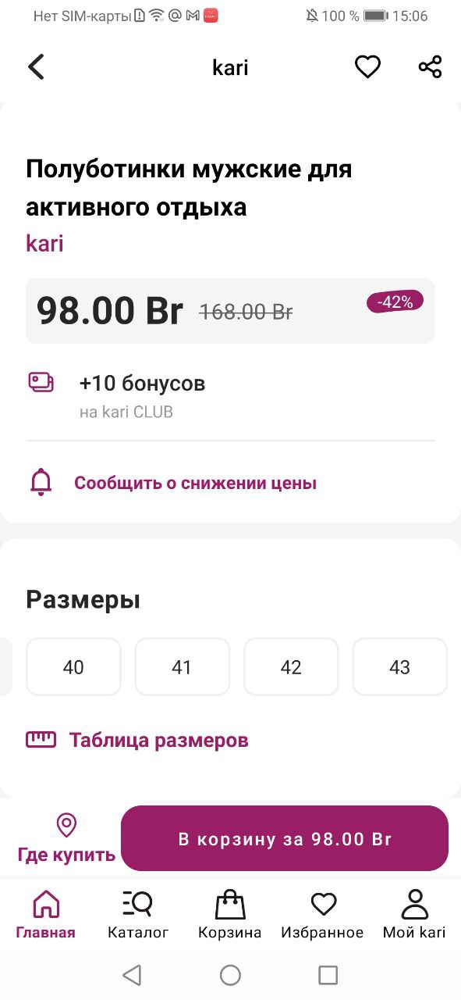 Нет SIM-карты 100 % 15:06
kari
Полуботинки мужские для
активного отдыха
kari
98.00 Br 168.00 Br -42%
+10 бонусов
на kari CLUB
Сообщить о снижении цены
Размеры
40 41 42 43
Таблица размеров
Где купить
В корзину за 98.00 Br
Главная Каталог Корзина Избранное Мой kari